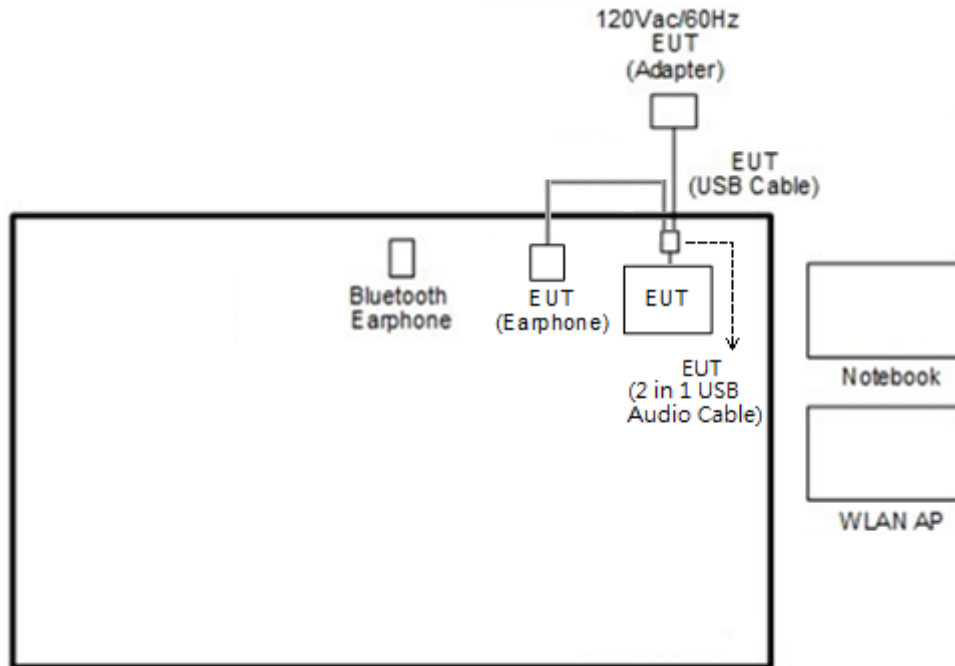 120Vac/60Hz
EUT
(Adapter)
EUT
(USB Cable)
Bluetooth
Earphone
EUT
(Earphone)
EUT
EUT
(2 in 1 USB
Audio Cable)
Notebook
WLAN AP